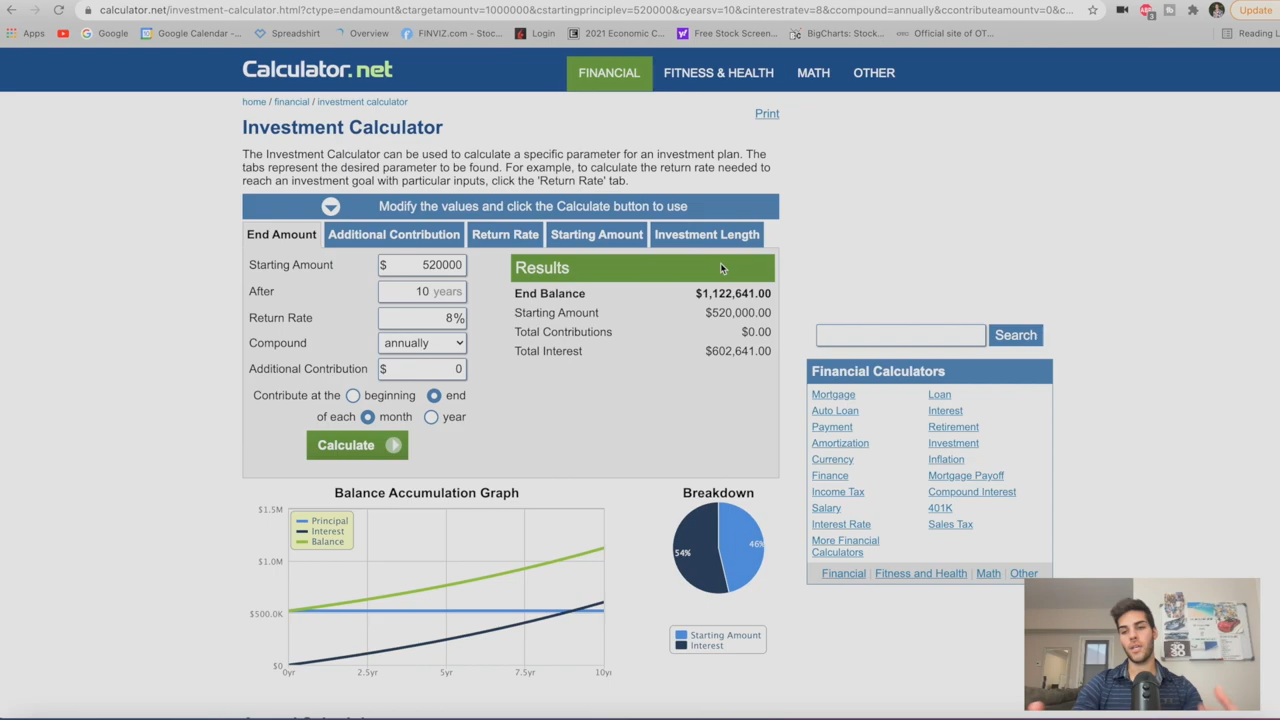 calculator.net/investment-calculator.html?ctype=endamount&ctargetamountv=1000000&cstartingprinciplev=520000&cyearsv=10&cinterestratev=8&ccompound=annually&ccontributeamountv=0&c...
Update
Apps Google Google Calendar -... Spreadshirt Overview FINVIZ.com - Stoc... Login 2021 Economic C... Free Stock Screen... BigCharts: Stock... Official site of OT... Reading L
Calculator.net FINANCIAL FITNESS & HEALTH MATH OTHER
home / financial / investment calculator
Print
Investment Calculator
The Investment Calculator can be used to calculate a specific parameter for an investment plan. The
tabs represent the desired parameter to be found. For example, to calculate the return rate needed to
reach an investment goal with particular inputs, click the 'Return Rate' tab.
Modify the values and click the Calculate button to use
End Amount Additional Contribution Return Rate Starting Amount Investment Length
Starting Amount $ 520000
After 10 years
Return Rate 8%
Compound annually
Additional Contribution $ 0
Contribute at the beginning end
of each month year
Calculate
Results
End Balance $1,122,641.00
Starting Amount $520,000.00
Total Contributions $0.00
Total Interest $602,641.00
Search
Financial Calculators
Mortgage Loan
Auto Loan Interest
Payment Retirement
Amortization Investment
Currency Inflation
Finance Mortgage Payoff
Income Tax Compound Interest
Salary 401K
Interest Rate Sales Tax
More Financial
Calculators
Financial Fitness and Health Math Other
Balance Accumulation Graph
$1.5M
$1.0M
$500.0K
$0
Principal
Interest
Balance
0yr 2.5yr 5yr 7.5yr 10yr
Breakdown
54% 46%
Starting Amount
Interest